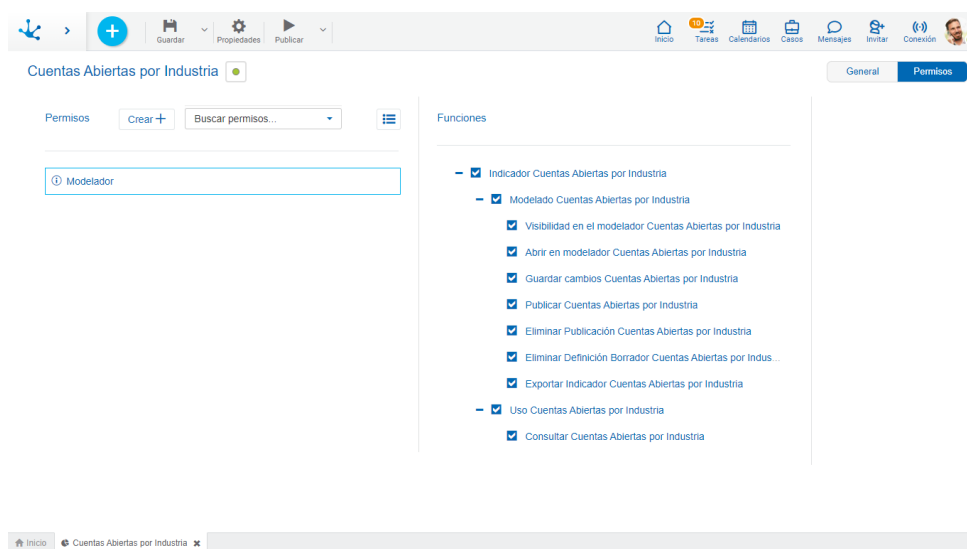 Guardar
Propiedades
Publicar
Inicio
10
Tareas
Calendarios
Casos
Mensajes
Invitar
Conexión
Cuentas Abiertas por Industria
General
Permisos
Permisos
Crear
Buscar permisos...
Funciones
Modelador
Indicador Cuentas Abiertas por Industria
Modelado Cuentas Abiertas por Industria
Visibilidad en el modelador Cuentas Abiertas por Industria
Abrir en modelador Cuentas Abiertas por Industria
Guardar cambios Cuentas Abiertas por Industria
Publicar Cuentas Abiertas por Industria
Eliminar Publicación Cuentas Abiertas por Industria
Eliminar Definición Borrador Cuentas Abiertas por Indus...
Exportar Indicador Cuentas Abiertas por Industria
Uso Cuentas Abiertas por Industria
Consultar Cuentas Abiertas por Industria
Inicio
Cuentas Abiertas por Industria